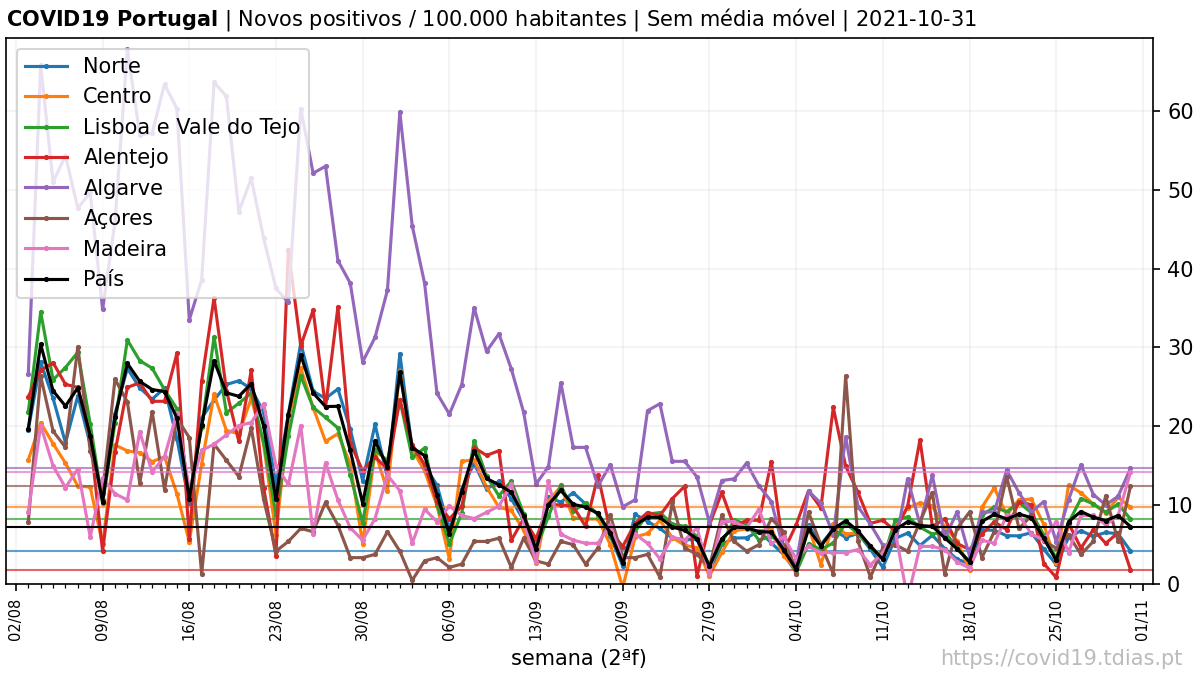 COVID19 Portugal | Novos positivos / 100.000 habitantes | Sem média móvel | 2021-10-31
Norte
Centro
Lisboa e Vale do Tejo
Alentejo
Algarve
Açores
Madeira
País
60
50
40
30
20
10
0
02/08
09/08
16/08
23/08
30/08
06/09
13/09
20/09
27/09
04/10
11/10
18/10
25/10
01/11
semana (2ªf)
https://covid19.tdias.pt